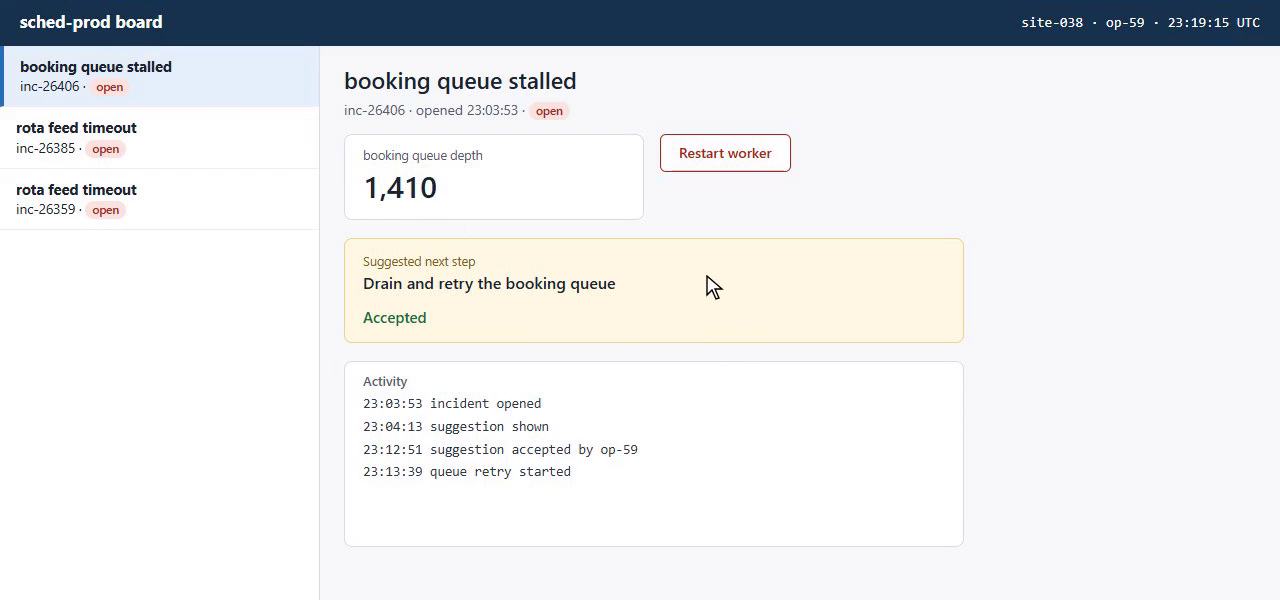 sched-prod board
site-038 · op-59 · 23:19:15 UTC
booking queue stalled
inc-26406 · open
rota feed timeout
inc-26385 · open
rota feed timeout
inc-26359 · open
booking queue stalled
inc-26406 · opened 23:03:53 · open
booking queue depth
1,410
Restart worker
Suggested next step
Drain and retry the booking queue
Accepted
Activity
23:03:53 incident opened
23:04:13 suggestion shown
23:12:51 suggestion accepted by op-59
23:13:39 queue retry started